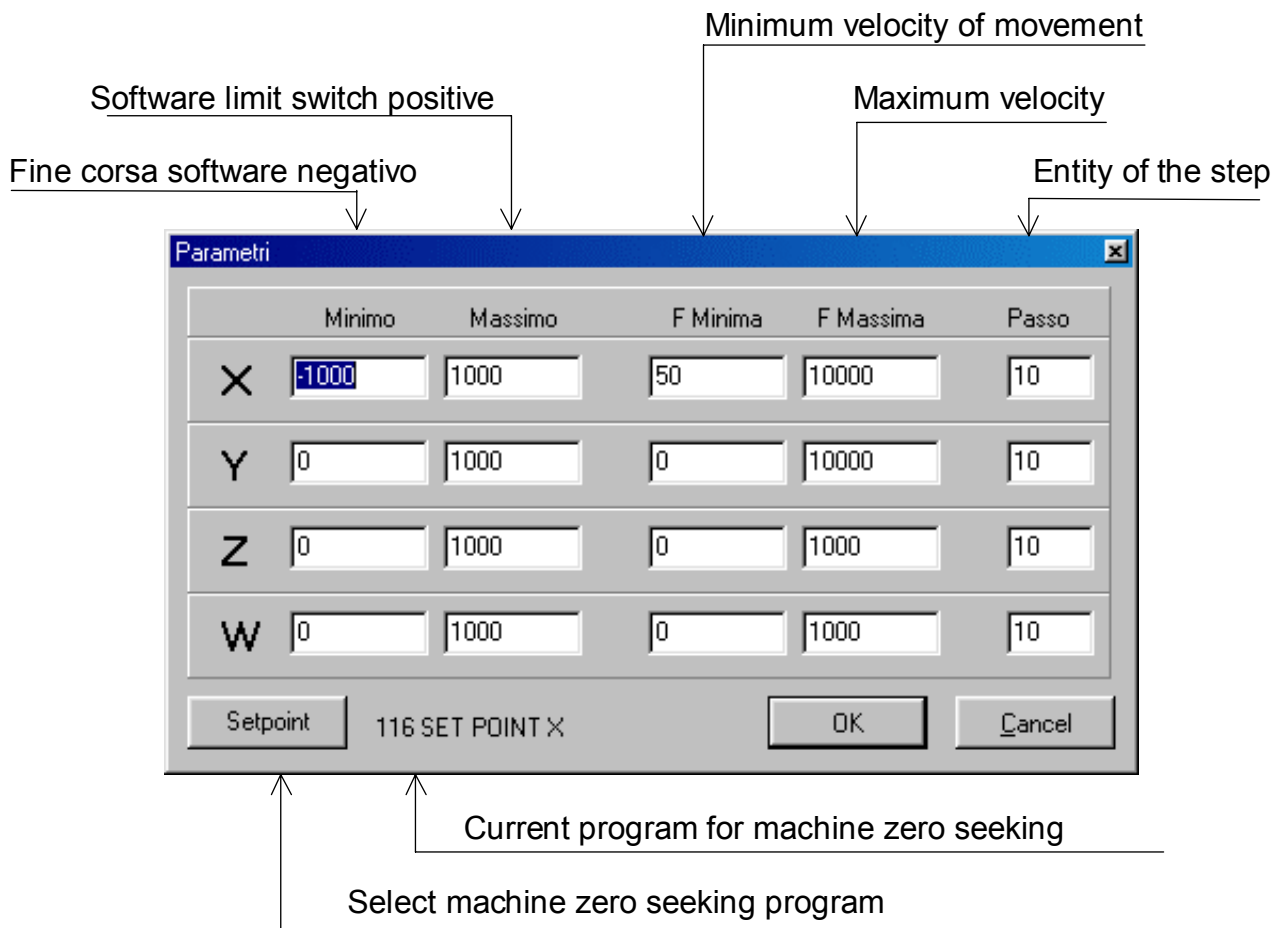 Minimum velocity of movement
Software limit switch positive
Maximum velocity
Fine corsa software negativo
Entity of the step
Parametri
Minimo Massimo F Minima F Massima Passo
X -1000 1000 50 10000 10
Y 0 1000 0 10000 10
Z 0 1000 0 1000 10
W 0 1000 0 1000 10
Setpoint 116 SET POINT X OK Cancel
Current program for machine zero seeking
Select machine zero seeking program